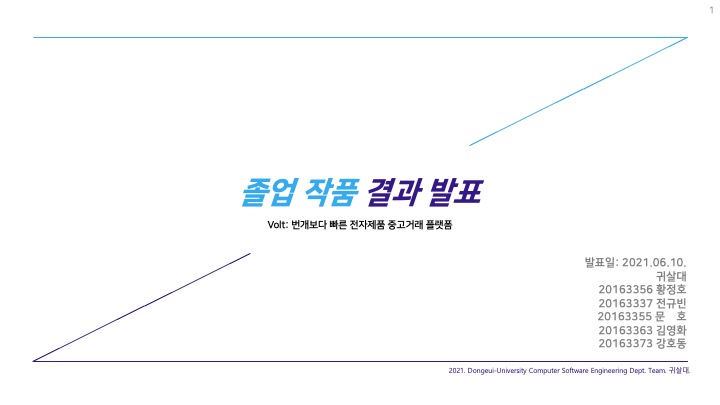 1
졸업 작품 결과 발표
Volt: 번개보다 빠른 전자제품 중고거래 플랫폼
발표일: 2021.06.10.
귀살대
20163356 황정호
20163337 전규빈
20163355 문 호
20163363 김영화
20163373 강호동
2021. Dongeui-University Computer Software Engineering Dept. Team. 귀살대.